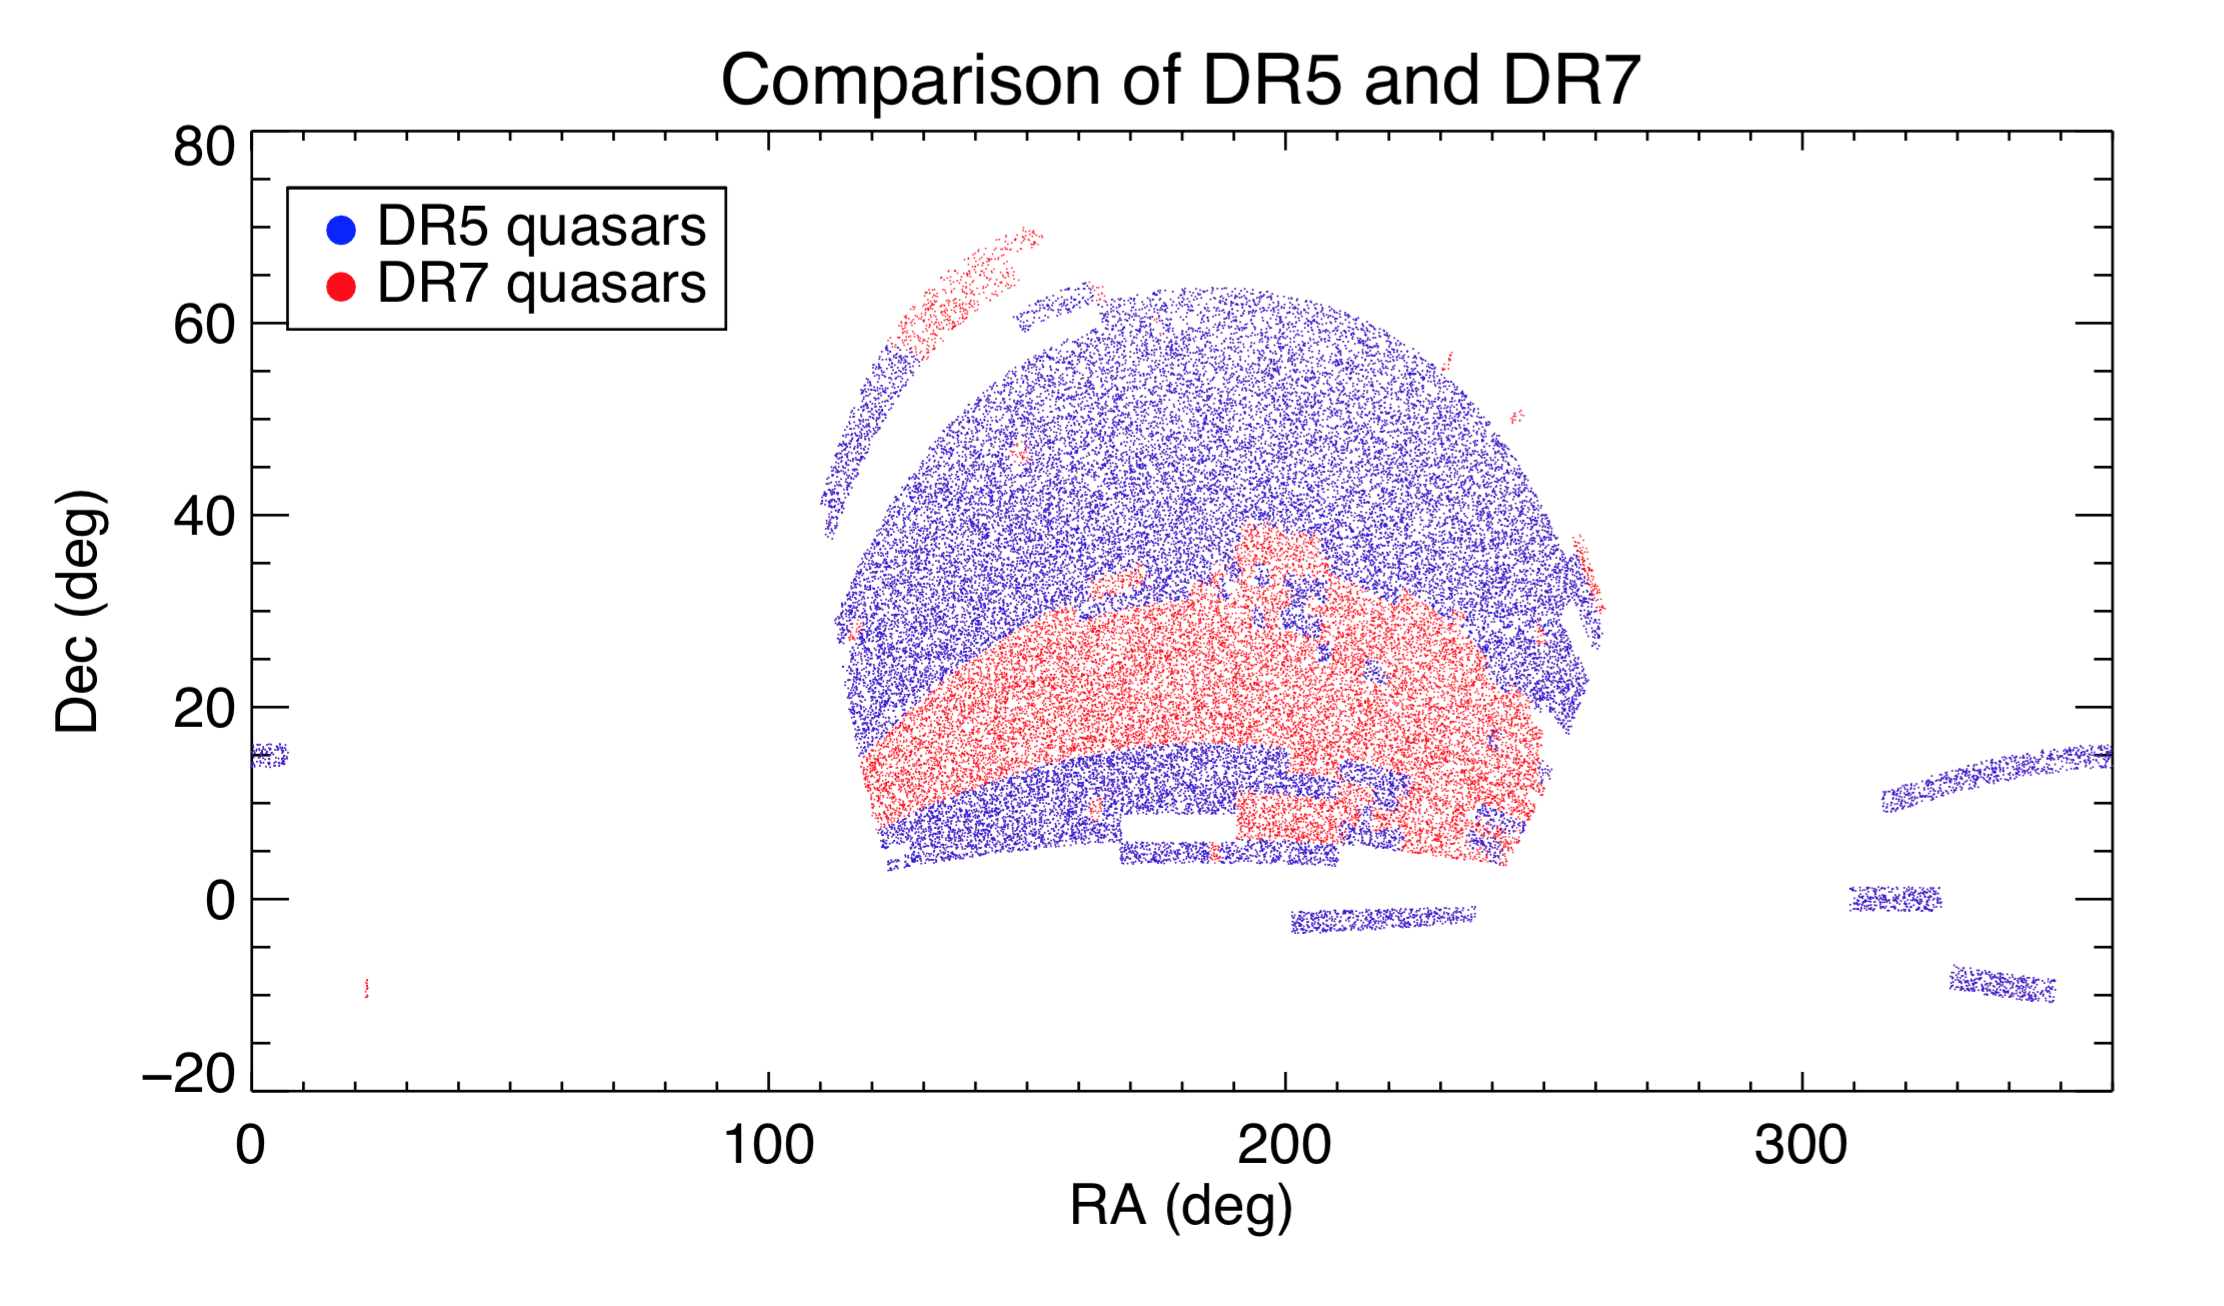 Comparison of DR5 and DR7
DR5 quasars
DR7 quasars
80
60
40
20
0
−20
Dec (deg)
0 100 200 300
RA (deg)